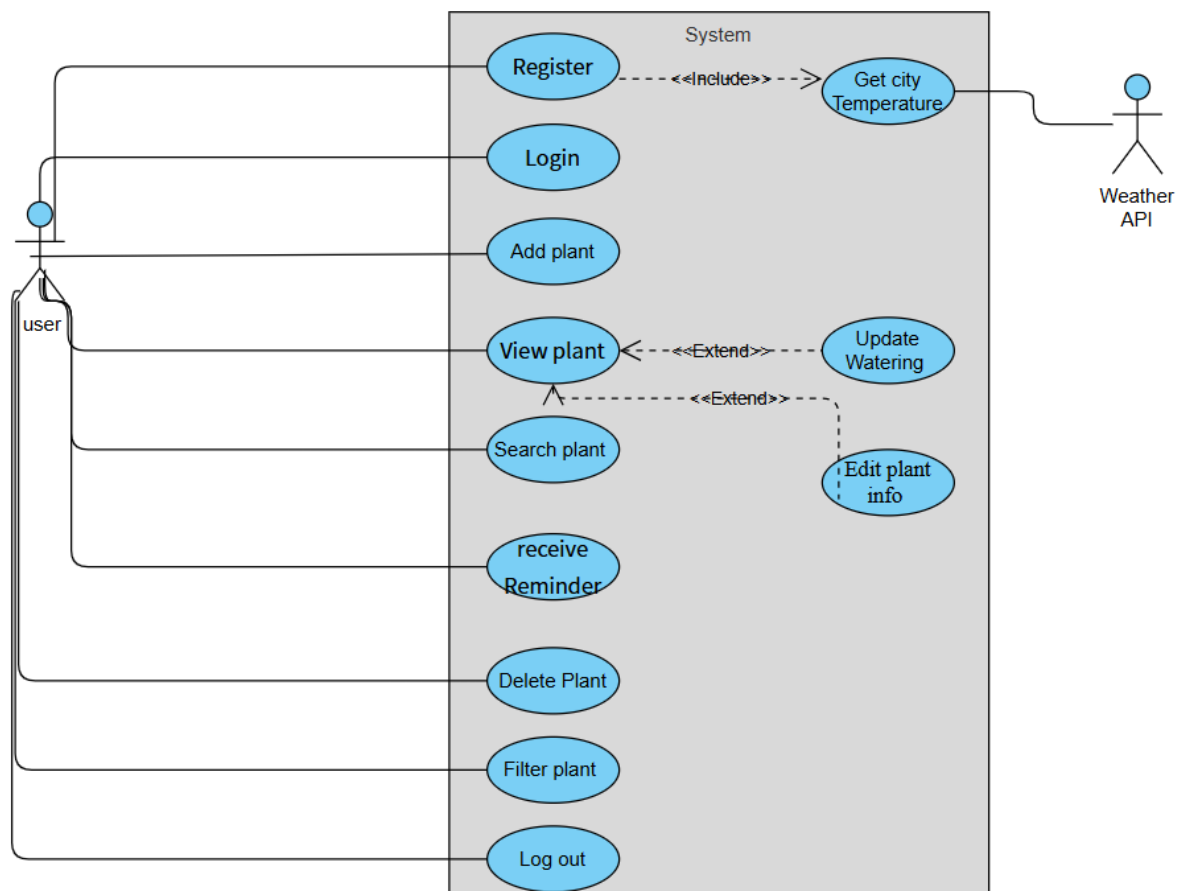 System
Register
<<Include>>
Get city
Temperature
Weather
API
Login
Add plant
user
View plant
<<Extend>>
Update
Watering
<<Extend>>
Search plant
Edit plant
info
receive
Reminder
Delete Plant
Filter plant
Log out